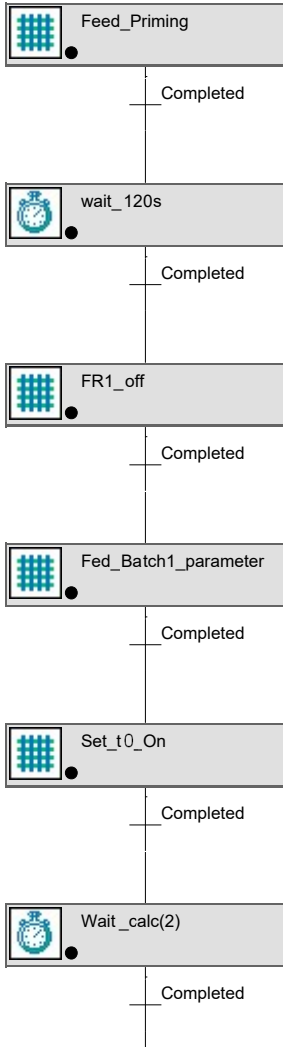 Feed_Priming
Completed
wait_120s
Completed
FR1_off
Completed
Fed_Batch1_parameter
Completed
Set_t0_On
Completed
Wait_calc(2)
Completed